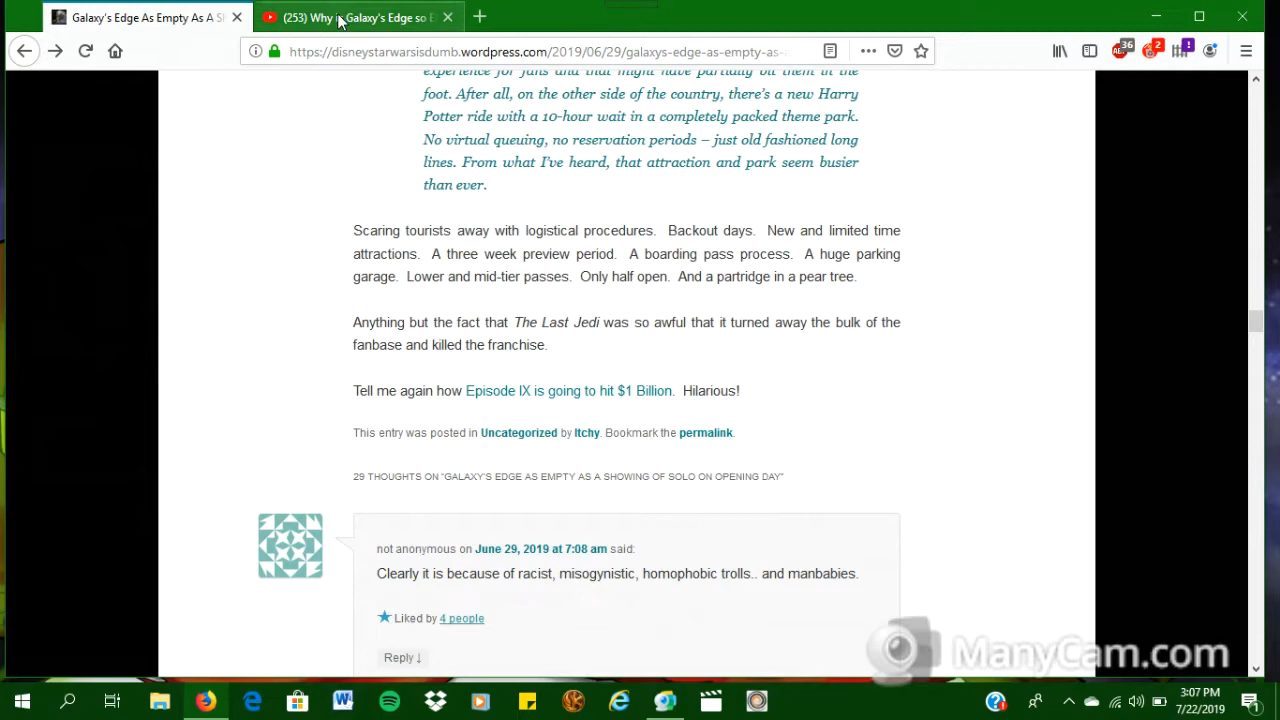 Galaxy's Edge As Empty As A S
(253) Why is Galaxy's Edge so E
https://disneystarwarsisdumb.wordpress.com/2019/06/29/galaxys-edge-as-empty-as-
36
2
experience for fans and that might have partially bit them in the
foot. After all, on the other side of the country, there's a new Harry
Potter ride with a 10-hour wait in a completely packed theme park.
No virtual queuing, no reservation periods – just old fashioned long
lines. From what I've heard, that attraction and park seem busier
than ever.
Scaring tourists away with logistical procedures. Backout days. New and limited time
attractions. A three week preview period. A boarding pass process. A huge parking
garage. Lower and mid-tier passes. Only half open. And a partridge in a pear tree.
Anything but the fact that The Last Jedi was so awful that it turned away the bulk of the
fanbase and killed the franchise.
Tell me again how Episode IX is going to hit $1 Billion. Hilarious!
This entry was posted in Uncategorized by Itchy. Bookmark the permalink.
29 THOUGHTS ON "GALAXY'S EDGE AS EMPTY AS A SHOWING OF SOLO ON OPENING DAY"
not anonymous on June 29, 2019 at 7:08 am said:
Clearly it is because of racist, misogynistic, homophobic trolls.. and manbabies.
Liked by 4 people
Reply ↓
ManyCam.com
3:07 PM
7/22/2019